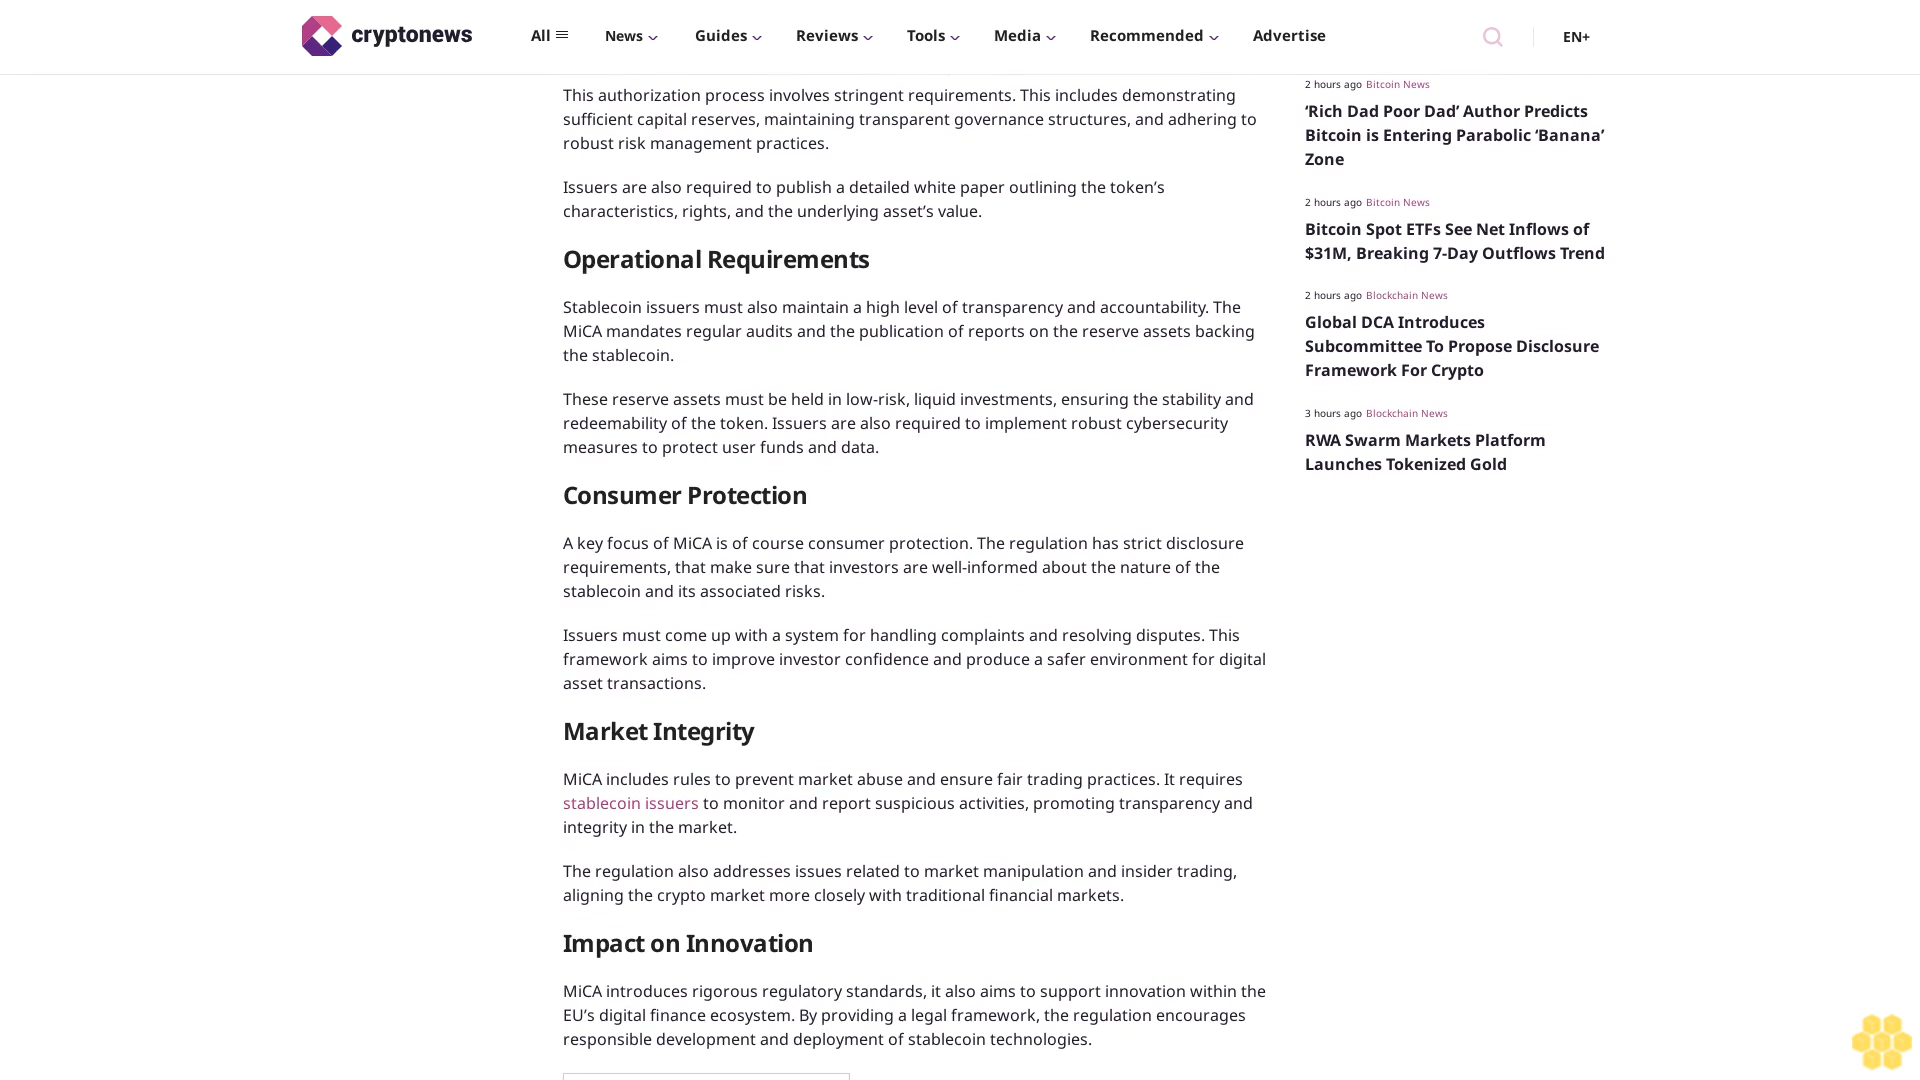 cryptonews
All
News
Guides
Reviews
Tools
Media
Recommended
Advertise
EN+
This authorization process involves stringent requirements. This includes demonstrating
sufficient capital reserves, maintaining transparent governance structures, and adhering to
robust risk management practices.
Issuers are also required to publish a detailed white paper outlining the token’s
characteristics, rights, and the underlying asset’s value.
Operational Requirements
Stablecoin issuers must also maintain a high level of transparency and accountability. The
MiCA mandates regular audits and the publication of reports on the reserve assets backing
the stablecoin.
These reserve assets must be held in low-risk, liquid investments, ensuring the stability and
redeemability of the token. Issuers are also required to implement robust cybersecurity
measures to protect user funds and data.
Consumer Protection
A key focus of MiCA is of course consumer protection. The regulation has strict disclosure
requirements, that make sure that investors are well-informed about the nature of the
stablecoin and its associated risks.
Issuers must come up with a system for handling complaints and resolving disputes. This
framework aims to improve investor confidence and produce a safer environment for digital
asset transactions.
Market Integrity
MiCA includes rules to prevent market abuse and ensure fair trading practices. It requires
stablecoin issuers to monitor and report suspicious activities, promoting transparency and
integrity in the market.
The regulation also addresses issues related to market manipulation and insider trading,
aligning the crypto market more closely with traditional financial markets.
Impact on Innovation
MiCA introduces rigorous regulatory standards, it also aims to support innovation within the
EU’s digital finance ecosystem. By providing a legal framework, the regulation encourages
responsible development and deployment of stablecoin technologies.
2 hours ago Bitcoin News
‘Rich Dad Poor Dad’ Author Predicts
Bitcoin is Entering Parabolic ‘Banana’
Zone
2 hours ago Bitcoin News
Bitcoin Spot ETFs See Net Inflows of
$31M, Breaking 7-Day Outflows Trend
2 hours ago Blockchain News
Global DCA Introduces
Subcommittee To Propose Disclosure
Framework For Crypto
3 hours ago Blockchain News
RWA Swarm Markets Platform
Launches Tokenized Gold